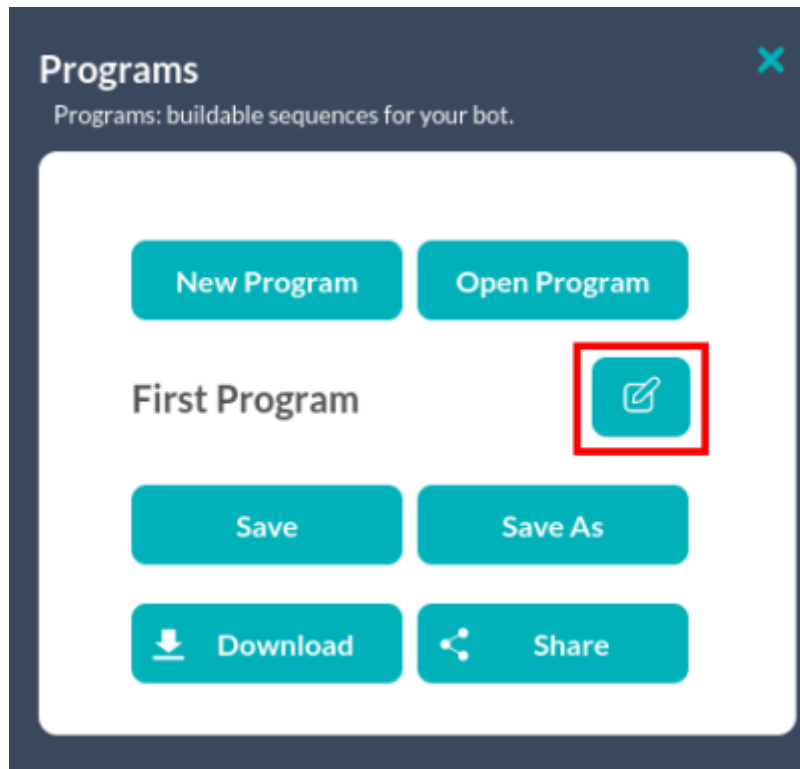 Programs
Programs: buildable sequences for your bot.
New Program
Open Program
First Program
Save
Save As
Download
Share